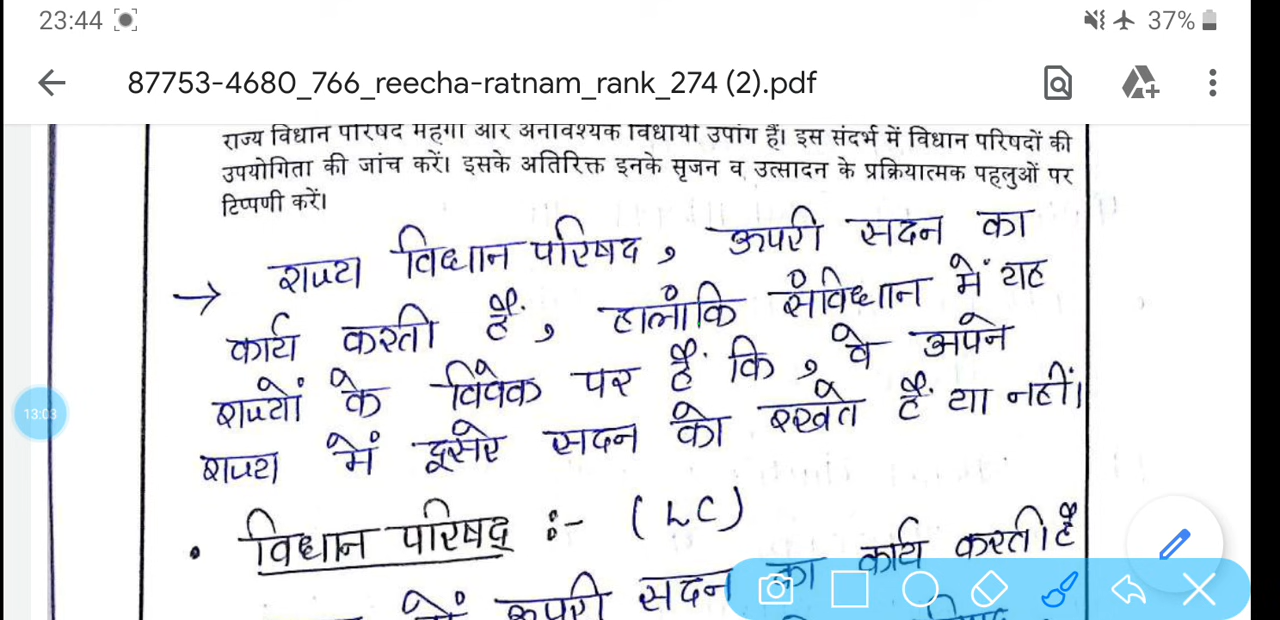 23:44 37%
87753-4680_766_reecha-ratnam_rank_274 (2).pdf
राज्य विधान परिषद महंगी और अनावश्यक विधायी उपांग हैं। इस संदर्भ में विधान परिषदों की
उपयोगिता की जांच करें। इसके अतिरिक्त इनके सृजन व उत्सादन के प्रक्रियात्मक पहलुओं पर
टिप्पणी करें।
→ राज्य विधान परिषद, ऊपरी सदन का
कार्य करती हैं, हालांकि संविधान में यह
राज्यों के विवेक पर हैं कि, वे अपने
राज्य में दूसरे सदन को रखते हैं या नहीं।
13:03
• विधान परिषद् :- (LC)
ऊपरी सदन का कार्य करती है।